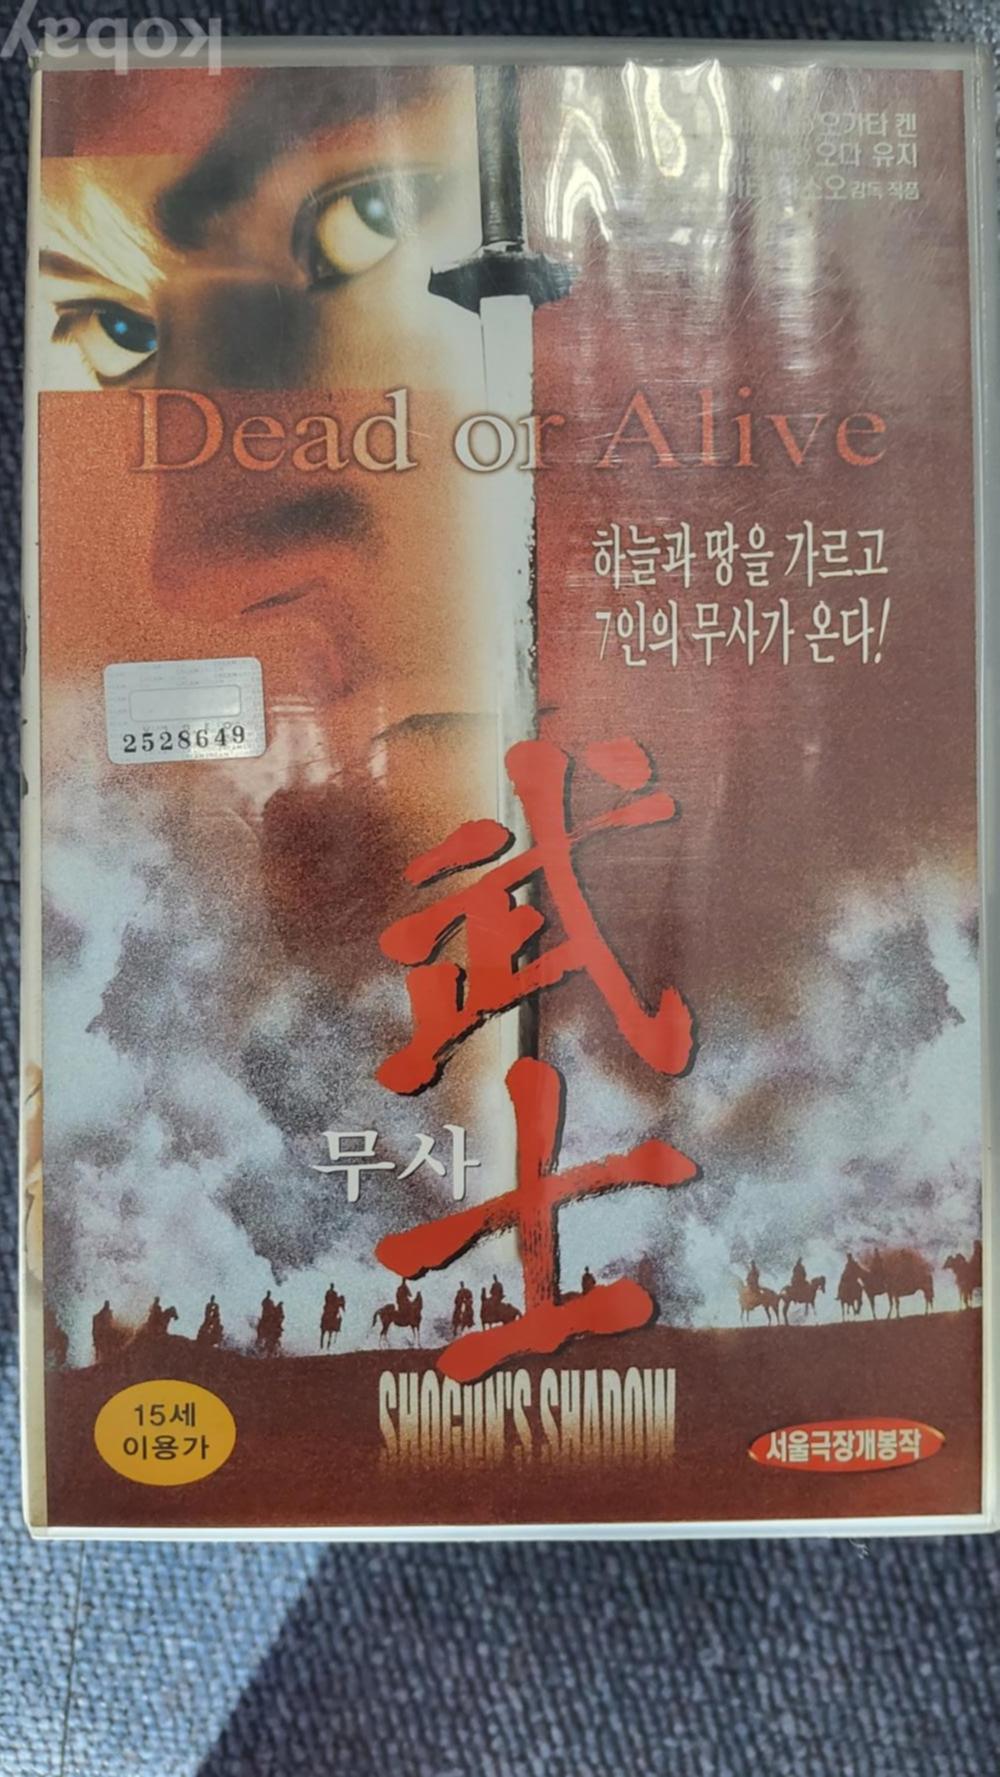 kobay
오가타 켄
오다 유지
감독 작품
Dead or Alive
하늘과 땅을 가르고
7인의 무사가 온다!
2528649
武士
무사
SHOGUN'S SHADOW
15세
이용가
서울극장개봉작